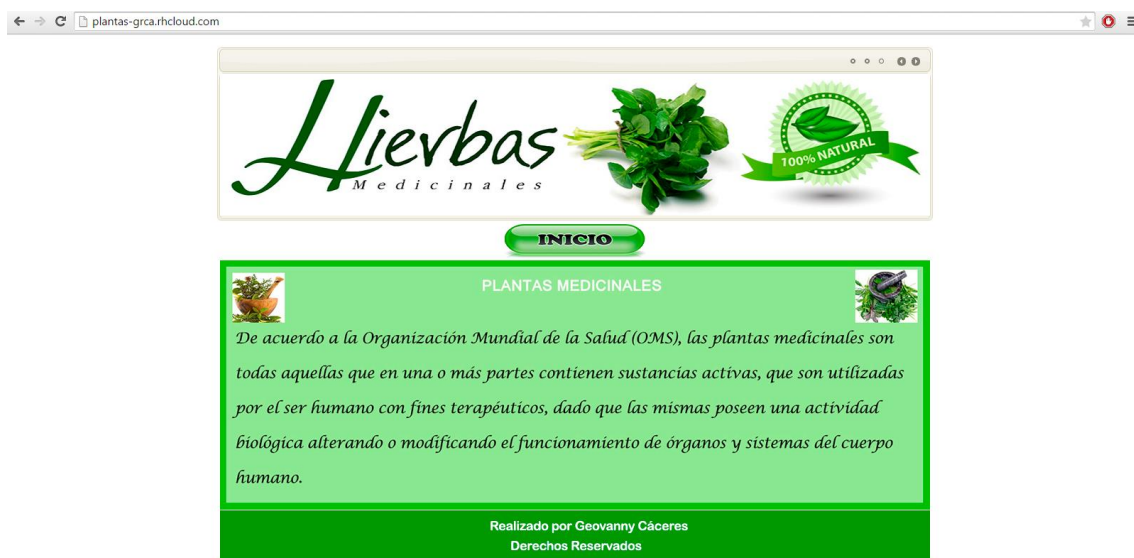 plantas-grca.rhcloud.com
Hierbas
Medicinales
100% NATURAL
INICIO
PLANTAS MEDICINALES
De acuerdo a la Organización Mundial de la Salud (OMS), las plantas medicinales son
todas aquellas que en una o más partes contienen sustancias activas, que son utilizadas
por el ser humano con fines terapéuticos, dado que las mismas poseen una actividad
biológica alterando o modificando el funcionamiento de órganos y sistemas del cuerpo
humano.
Realizado por Geovanny Cáceres
Derechos Reservados